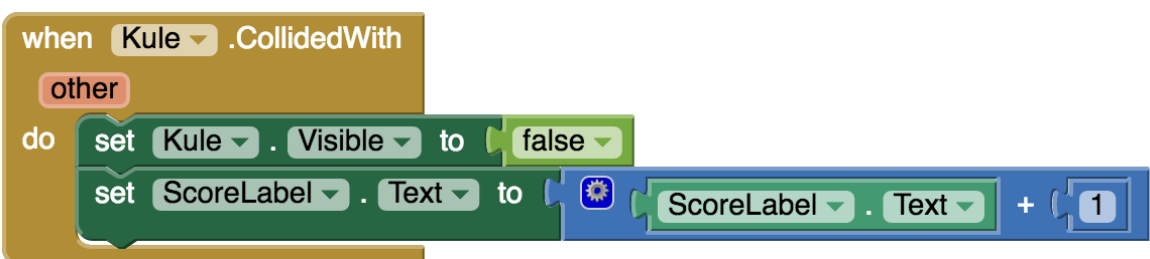 when Kule .CollidedWith
other
do set Kule . Visible to false
set ScoreLabel . Text to ScoreLabel . Text + 1